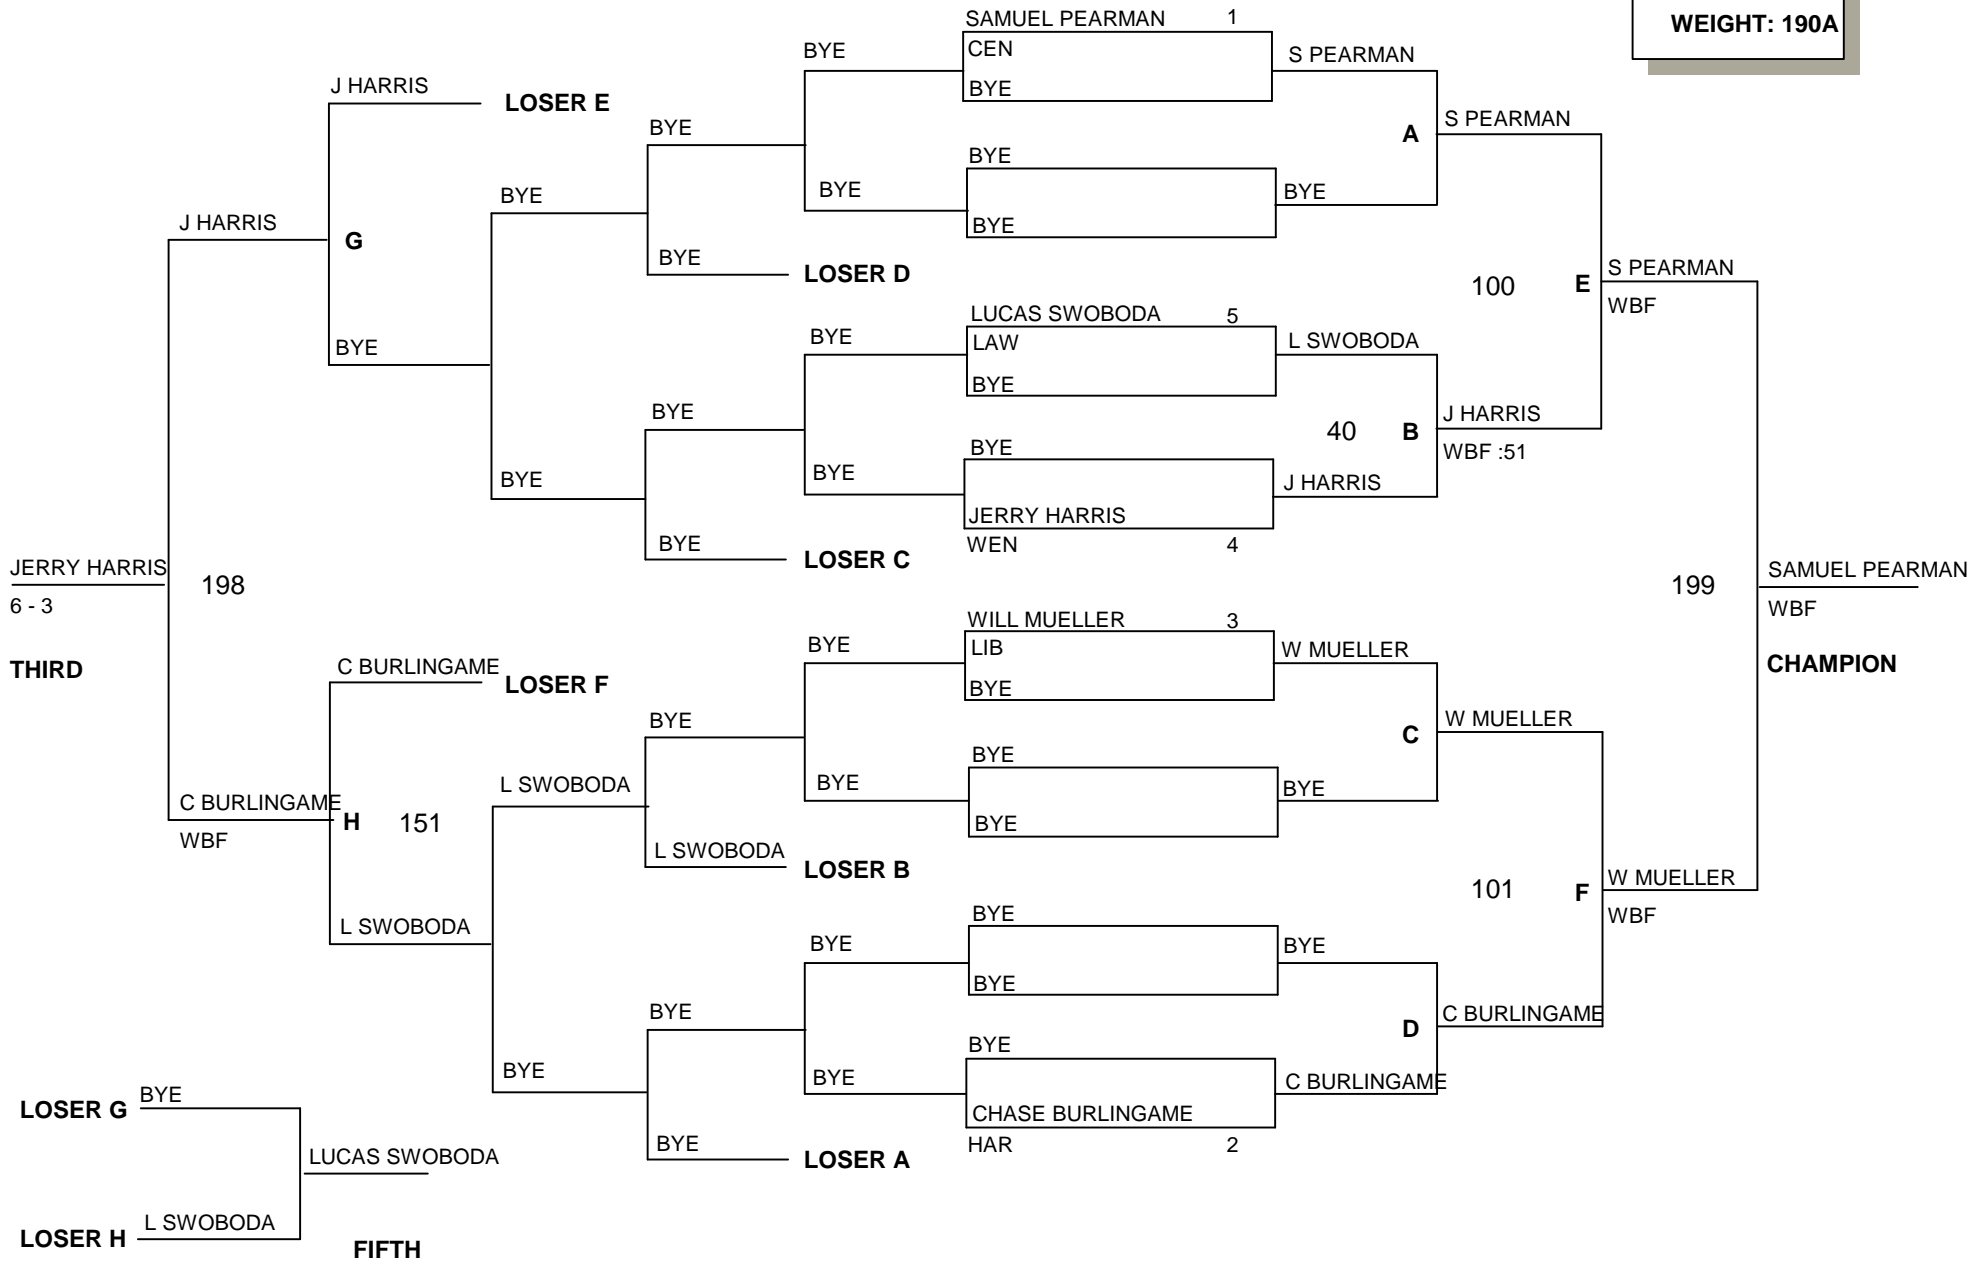 WEIGHT: 190A
SAMUEL PEARMAN 1
CEN
BYE
BYE
BYE
LUCAS SWOBODA 5
LAW
BYE
BYE
JERRY HARRIS
WEN 4
WILL MUELLER 3
LIB
BYE
BYE
BYE
BYE
BYE
BYE
CHASE BURLINGAME
HAR 2
S PEARMAN
BYE
A
L SWOBODA
J HARRIS
40 B
W MUELLER
BYE
C
BYE
C BURLINGAME
D
S PEARMAN
J HARRIS
WBF :51
100 E
W MUELLER
C BURLINGAME
101 F
S PEARMAN
WBF
W MUELLER
WBF
199
SAMUEL PEARMAN
WBF
CHAMPION
BYE
BYE
BYE
BYE
BYE
BYE
BYE
BYE
BYE
BYE
LOSER D
BYE
BYE
LOSER C
BYE
L SWOBODA
LOSER B
BYE
BYE
LOSER A
BYE
BYE
L SWOBODA
BYE
J HARRIS
LOSER E
G
BYE
C BURLINGAME
LOSER F
H 151
L SWOBODA
J HARRIS
C BURLINGAME
WBF
198
JERRY HARRIS
6 - 3
THIRD
LOSER G BYE
LUCAS SWOBODA
LOSER H L SWOBODA
FIFTH